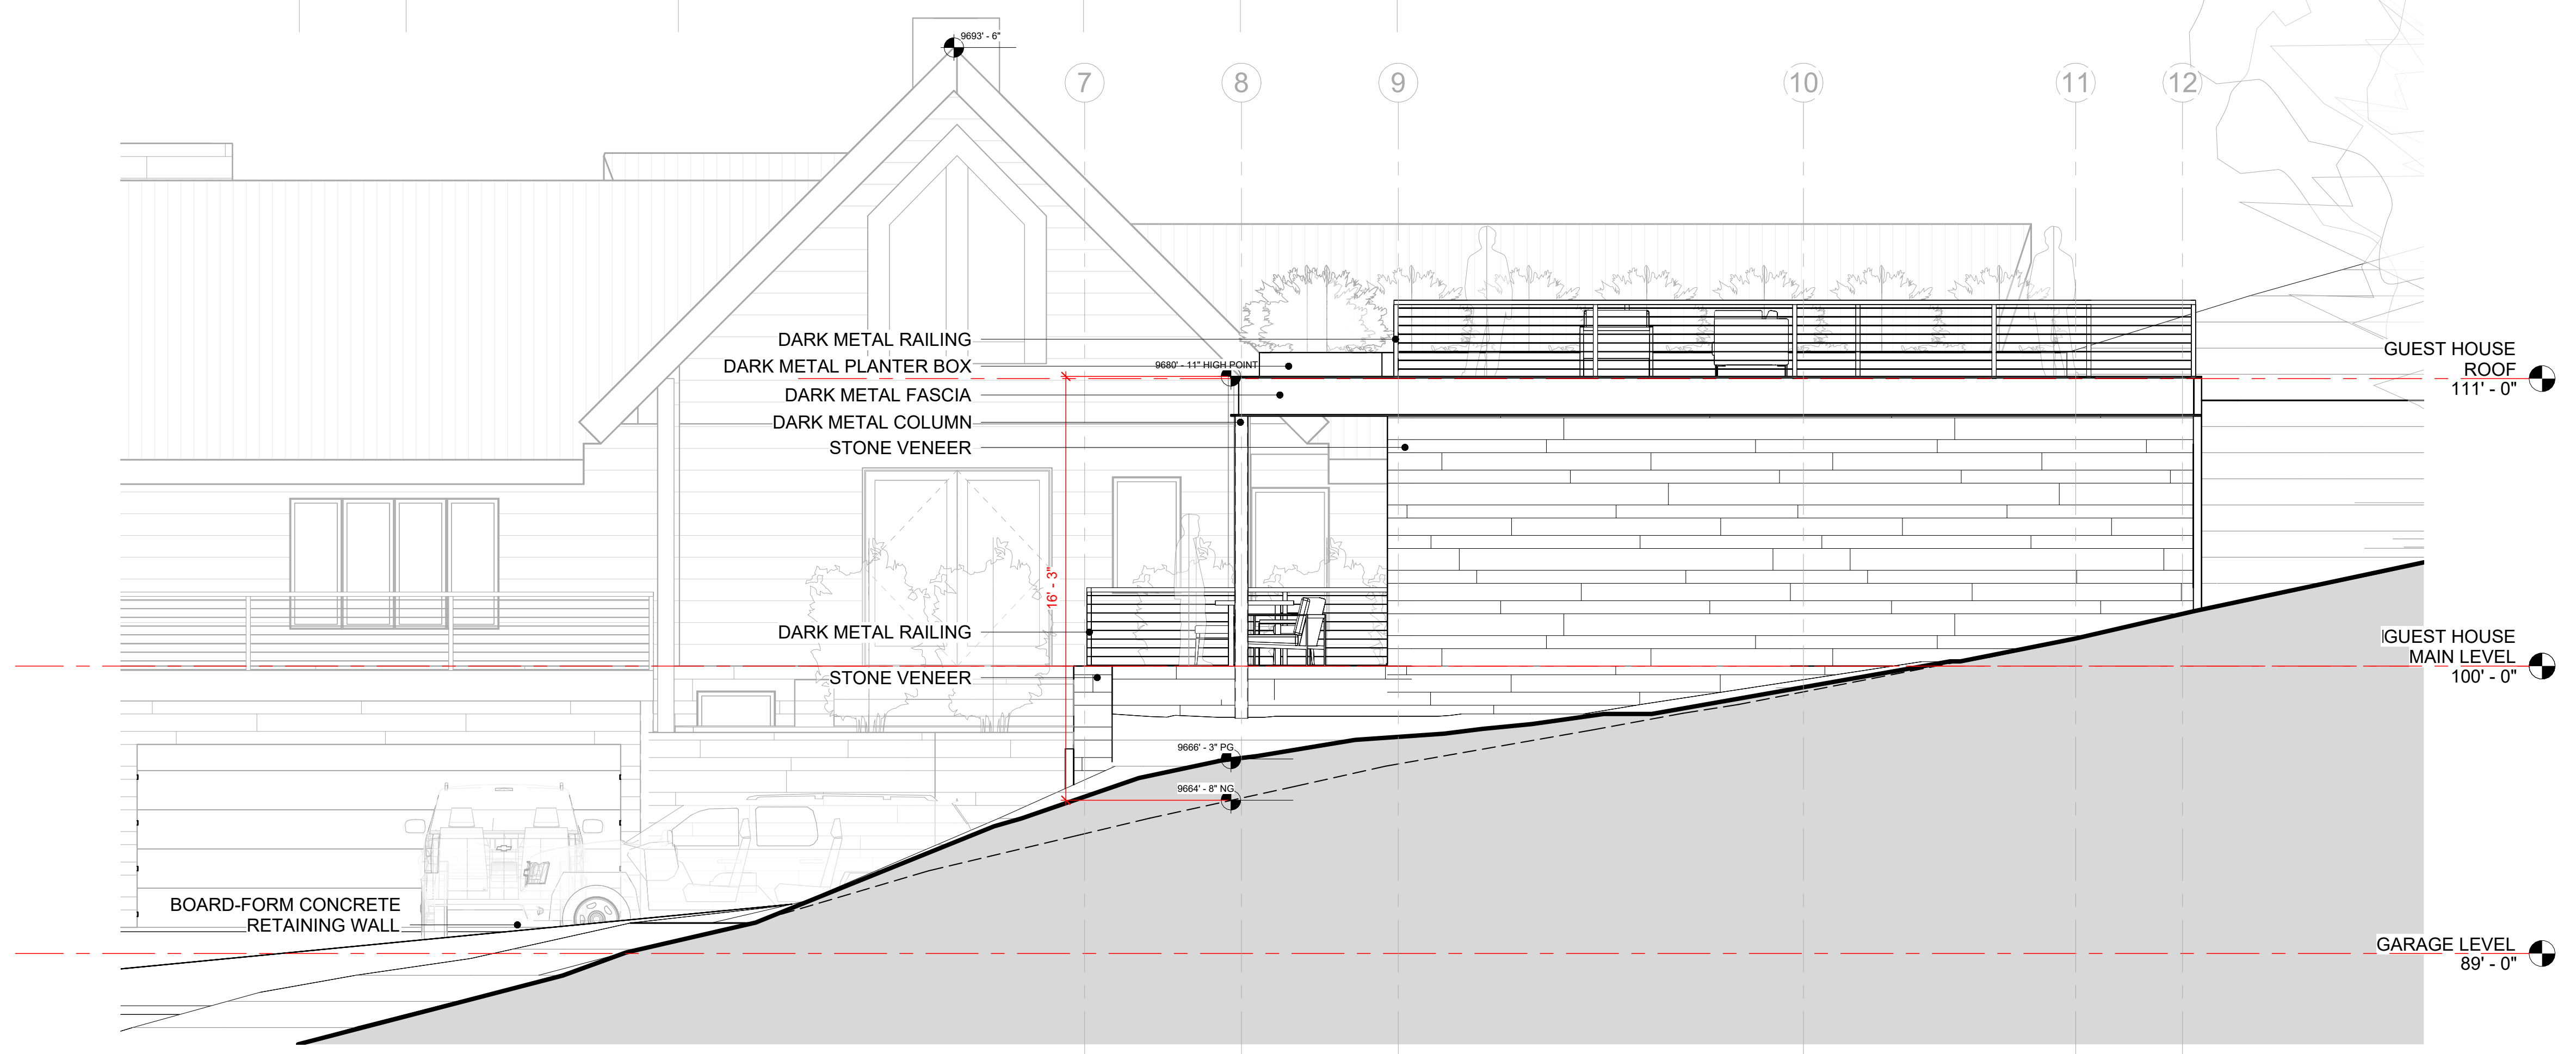 9693' - 6"
7
8
9
10
11
12
DARK METAL RAILING
DARK METAL PLANTER BOX
9680' - 11" HIGH POINT
DARK METAL FASCIA
DARK METAL COLUMN
STONE VENEER
GUEST HOUSE
ROOF
111' - 0"
16' - 3"
DARK METAL RAILING
STONE VENEER
GUEST HOUSE
MAIN LEVEL
100' - 0"
9666' - 3" PG
9664' - 8" NG
BOARD-FORM CONCRETE
RETAINING WALL
GARAGE LEVEL
89' - 0"